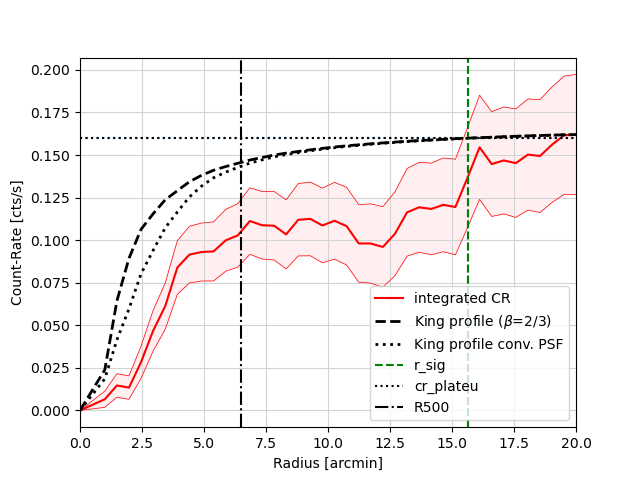 0.200
0.175
0.150
0.125
0.100
0.075
0.050
0.025
0.000
Count-Rate [cts/s]
integrated CR
King profile (β=2/3)
King profile conv. PSF
r_sig
cr_plateu
R500
0.0 2.5 5.0 7.5 10.0 12.5 15.0 17.5 20.0
Radius [arcmin]